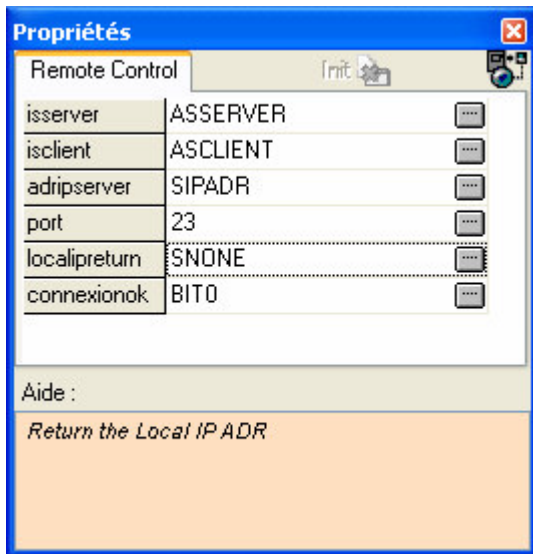 Propriétés
Remote Control Init
isserver ASSERVER
isclient ASCLIENT
adripserver SIPADR
port 23
localipreturn SNONE
connexionok BIT0
Aide :
Return the Local IP ADR